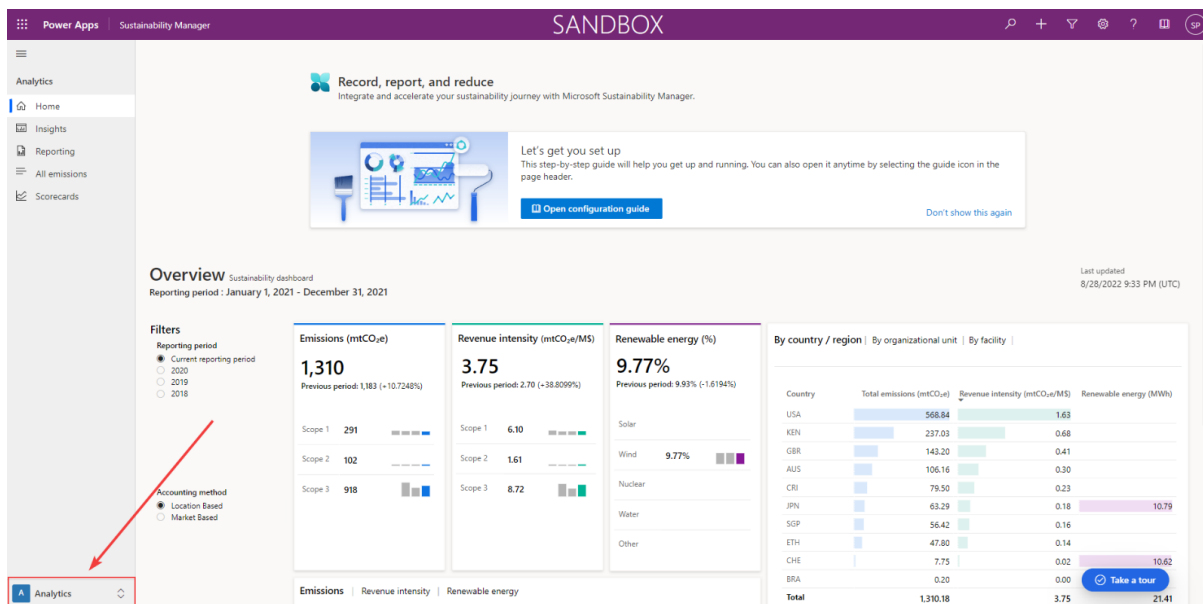 Power Apps
Sustainability Manager
SANDBOX
SP
Analytics
Home
Insights
Reporting
All emissions
Scorecards
Record, report, and reduce
Integrate and accelerate your sustainability journey with Microsoft Sustainability Manager.
Let's get you set up
This step-by-step guide will help you get up and running. You can also open it anytime by selecting the guide icon in the
page header.
Open configuration guide
Don't show this again
Overview Sustainability dashboard
Reporting period : January 1, 2021 - December 31, 2021
Last updated
8/28/2022 9:33 PM (UTC)
Filters
Reporting period
Current reporting period
2020
2019
2018
Accounting method
Location Based
Market Based
Emissions (mtCO₂e)
1,310
Previous period: 1,183 (+10.7248%)
Scope 1 291
Scope 2 102
Scope 3 918
Revenue intensity (mtCO₂e/M$)
3.75
Previous period: 2.70 (+38.8099%)
Scope 1 6.10
Scope 2 1.61
Scope 3 8.72
Renewable energy (%)
9.77%
Previous period: 9.93% (-1.6194%)
Solar
Wind 9.77%
Nuclear
Water
Other
By country / region | By organizational unit | By facility |
Country Total emissions (mtCO₂e) Revenue intensity (mtCO₂e/M$) Renewable energy (MWh)
USA 568.84 1.63
KEN 237.03 0.68
GBR 143.20 0.41
AUS 106.16 0.30
CRI 79.50 0.23
JPN 63.29 0.18 10.79
SGP 56.42 0.16
ETH 47.80 0.14
CHE 7.75 0.02 10.62
BRA 0.20 0.00
Total 1,310.18 3.75 21.41
Take a tour
Emissions | Revenue intensity | Renewable energy
A Analytics